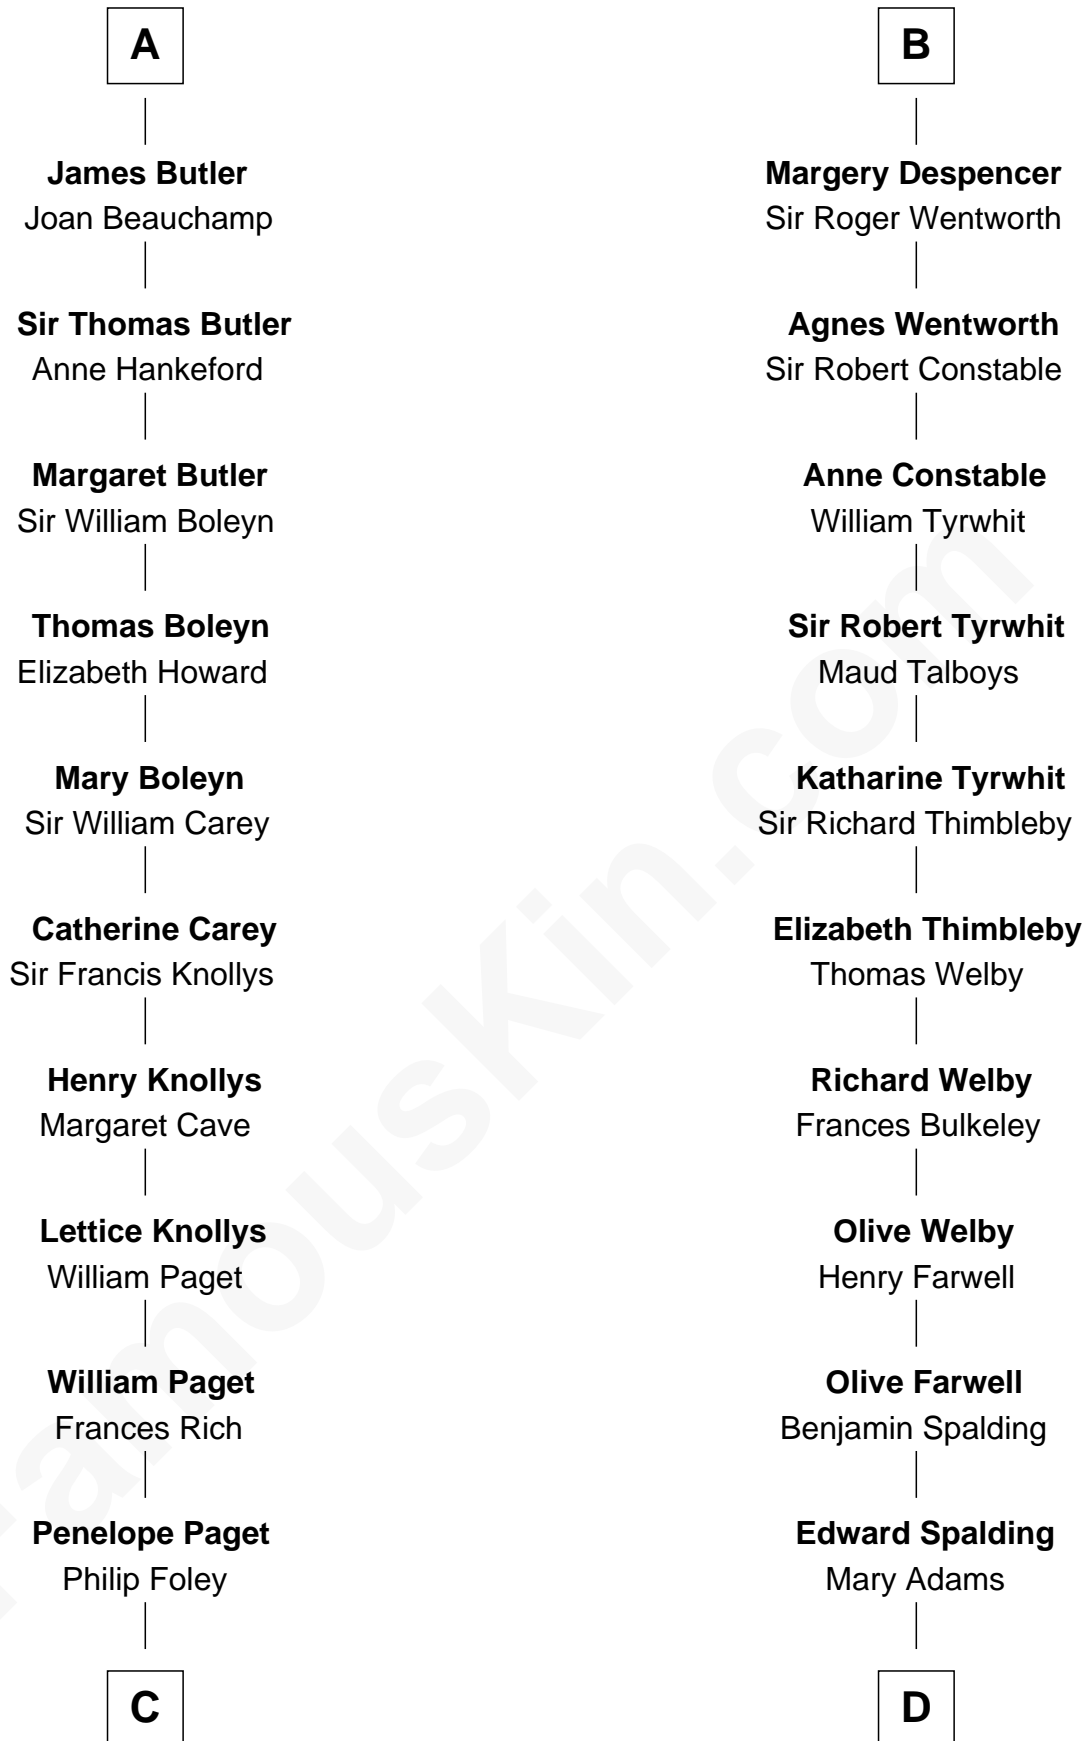 A
James Butler
Joan Beauchamp
Sir Thomas Butler
Anne Hankeford
Margaret Butler
Sir William Boleyn
Thomas Boleyn
Elizabeth Howard
Mary Boleyn
Sir William Carey
Catherine Carey
Sir Francis Knollys
Henry Knollys
Margaret Cave
Lettice Knollys
William Paget
William Paget
Frances Rich
Penelope Paget
Philip Foley
C
B
Margery Despencer
Sir Roger Wentworth
Agnes Wentworth
Sir Robert Constable
Anne Constable
William Tyrwhit
Sir Robert Tyrwhit
Maud Talboys
Katharine Tyrwhit
Sir Richard Thimbleby
Elizabeth Thimbleby
Thomas Welby
Richard Welby
Frances Bulkeley
Olive Welby
Henry Farwell
Olive Farwell
Benjamin Spalding
Edward Spalding
Mary Adams
D
FamousKin.com